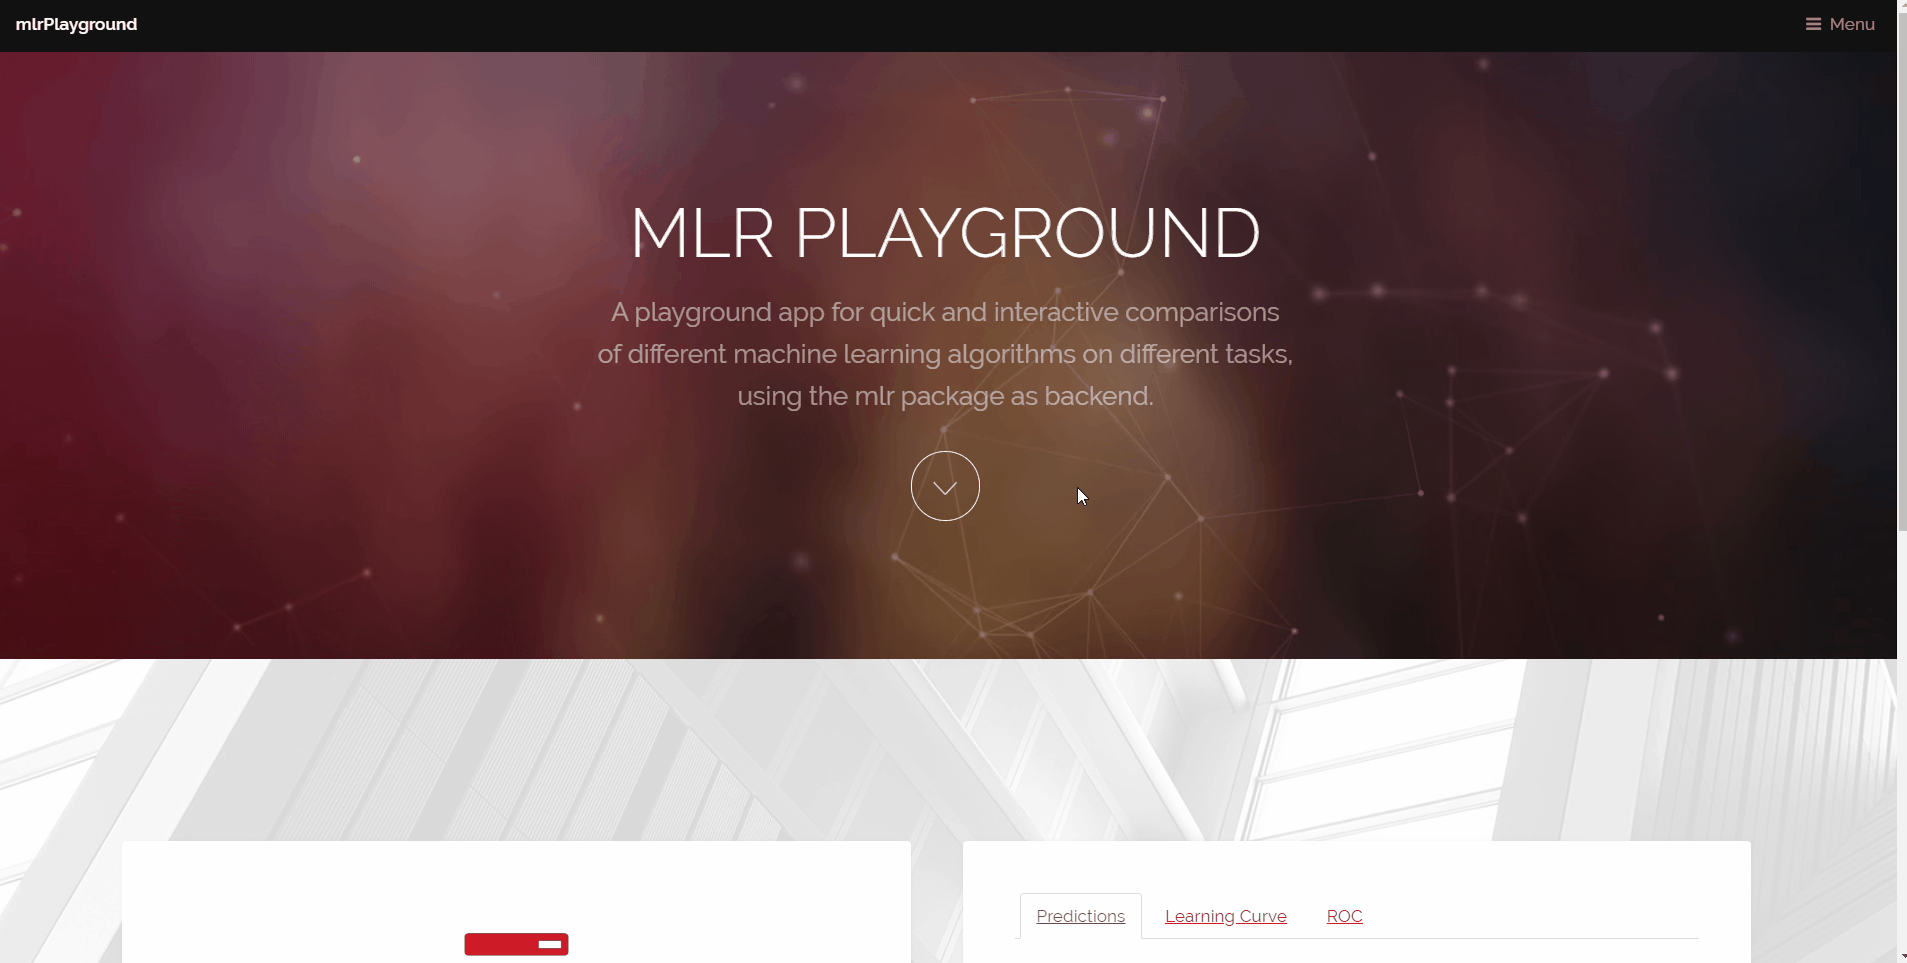 mlrPlayground
Menu
MLR PLAYGROUND
A playground app for quick and interactive comparisons
of different machine learning algorithms on different tasks,
using the mlr package as backend.
Predictions
Learning Curve
ROC